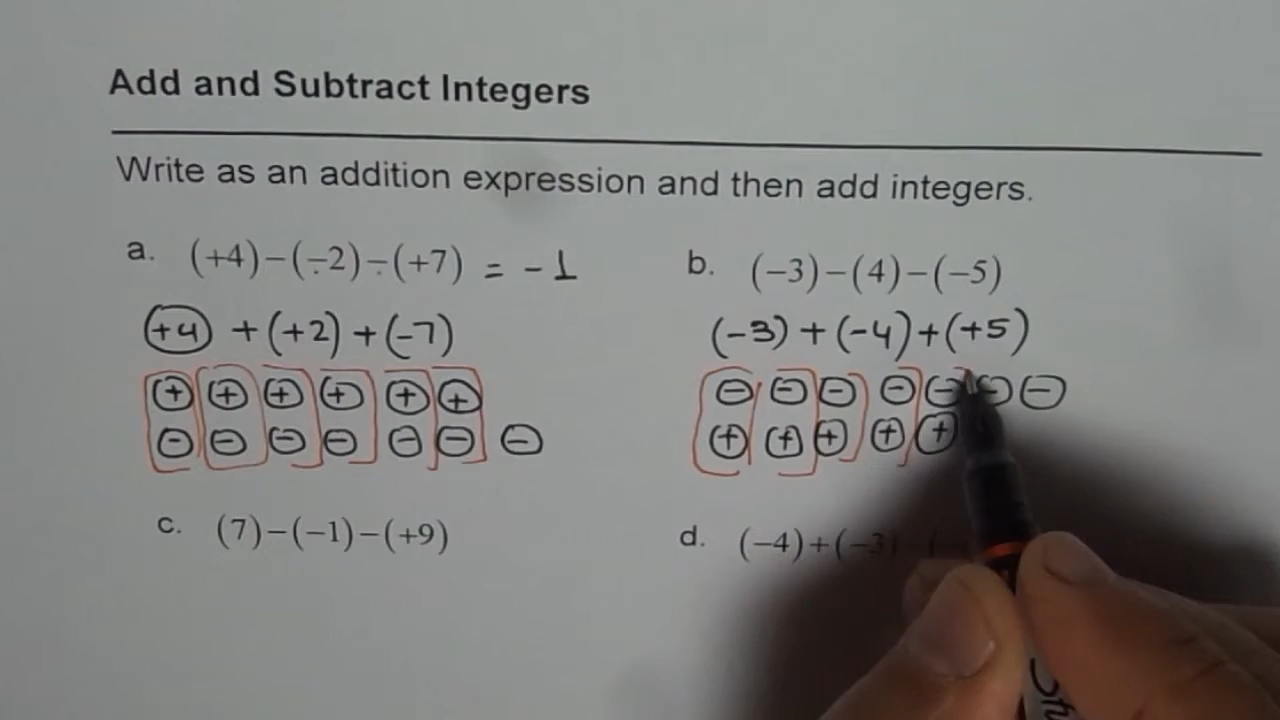 Add and Subtract Integers
Write as an addition expression and then add integers.
a. (+4)−(−2)−(+7) = -1
(+4) + (+2) + (-7)
+ + + + + +
- - - - - - -
b. (−3)−(4)−(−5)
(-3) + (-4) + (+5)
- - - - - - -
+ + + + +
c. (7)−(−1)−(+9)
d. (−4)+(−3)